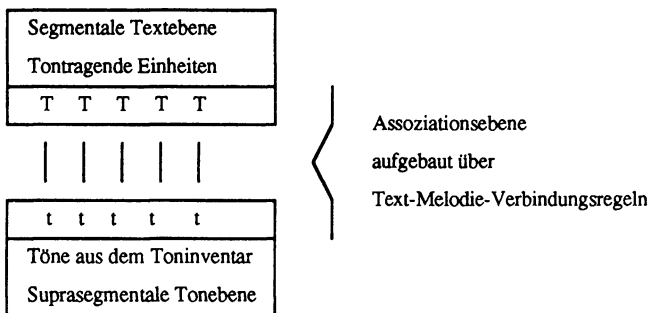 Segmentale Textebene
Tontragende Einheiten
T T T T T
Assoziationsebene
aufgebaut über
Text-Melodie-Verbindungsregeln
t t t t t
Töne aus dem Toninventar
Suprasegmentale Tonebene